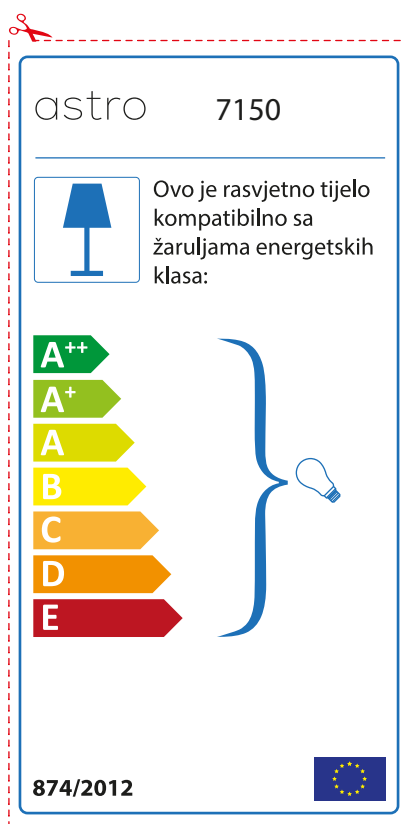 astro 7150
Ovo je rasvjetno tijelo
kompatibilno sa
žaruljama energetskih
klasa:
A++
A+
A
B
C
D
E
874/2012